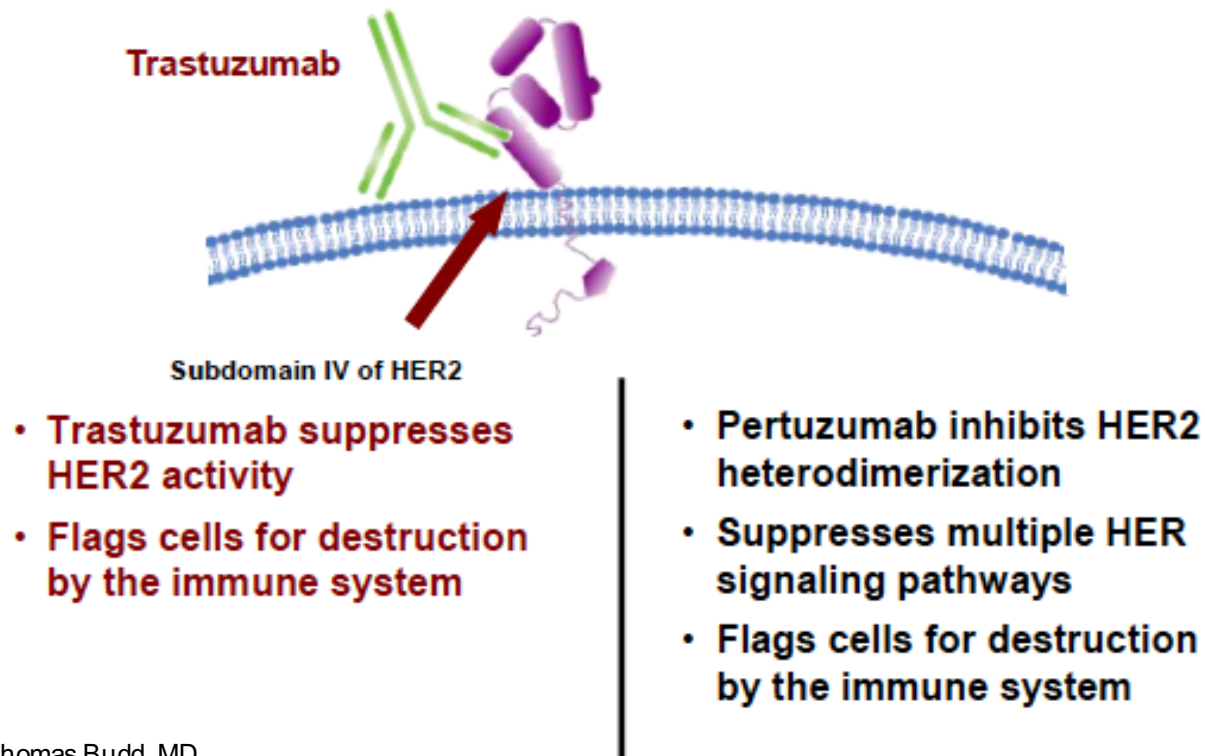 Trastuzumab
Subdomain IV of HER2
• Trastuzumab suppresses
HER2 activity
• Flags cells for destruction
by the immune system
• Pertuzumab inhibits HER2
heterodimerization
• Suppresses multiple HER
signaling pathways
• Flags cells for destruction
by the immune system
homas Budd, MD